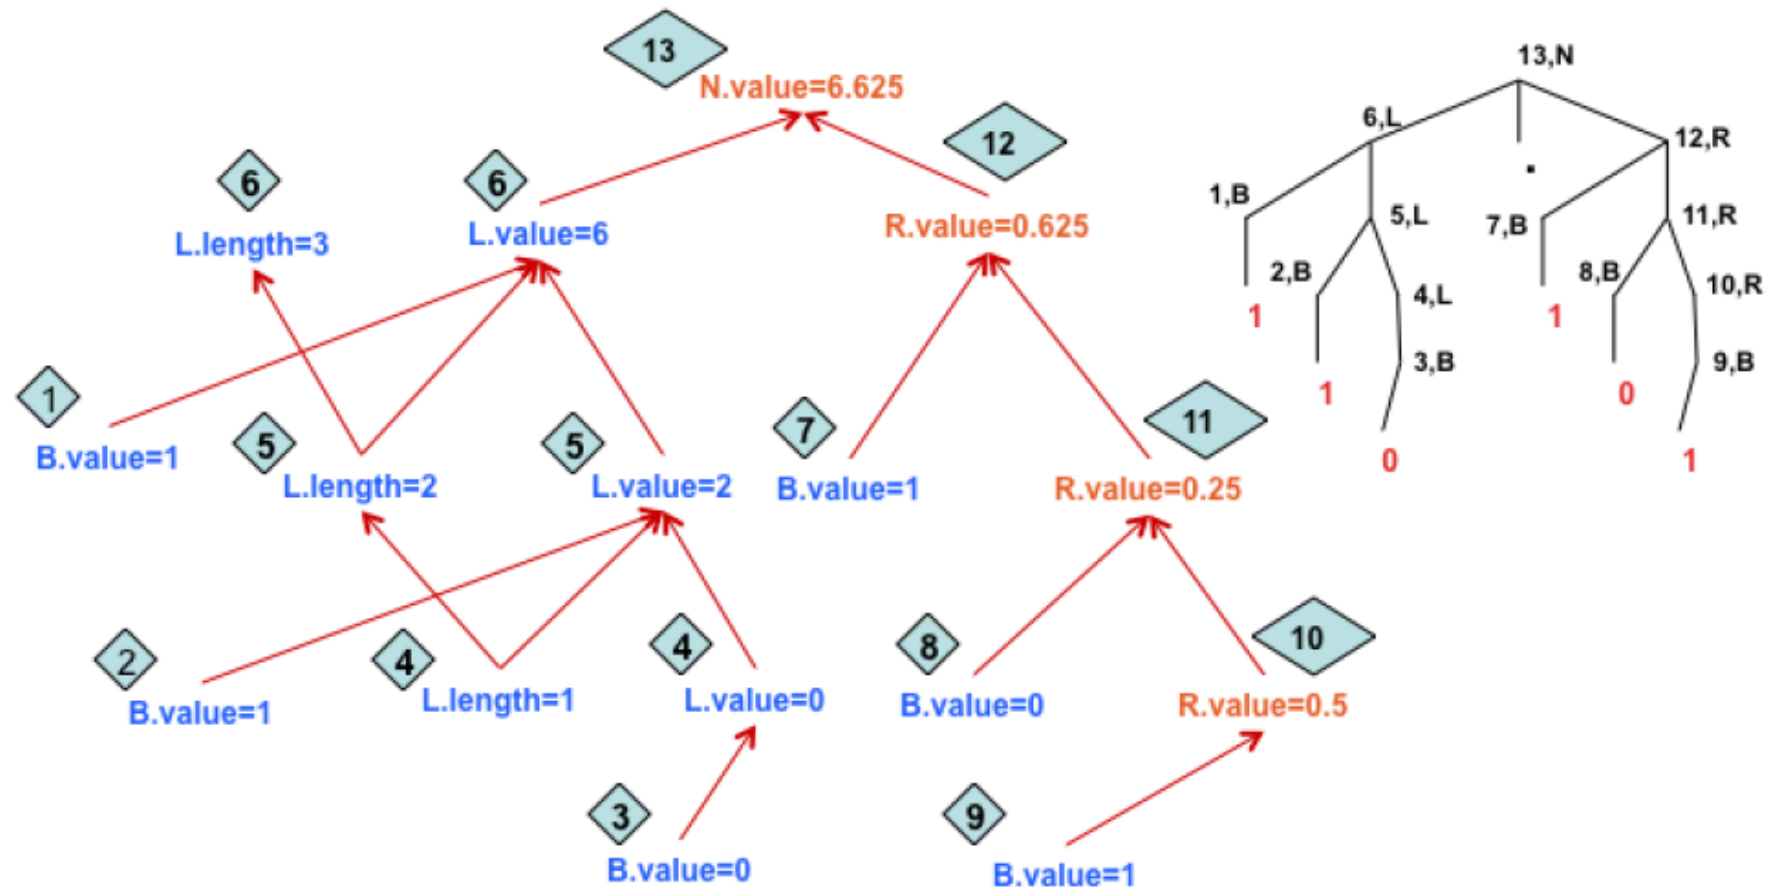 13
N.value=6.625
12
6
6
L.length=3
L.value=6
R.value=0.625
1
5
5
7
11
B.value=1
L.length=2
L.value=2
B.value=1
R.value=0.25
2
4
4
8
10
B.value=1
L.length=1
L.value=0
B.value=0
R.value=0.5
3
9
B.value=0
B.value=1
13,N
6,L
12,R
.
1,B
5,L
7,B
11,R
2,B
4,L
8,B
10,R
1
1
3,B
9,B
1
0
0
1